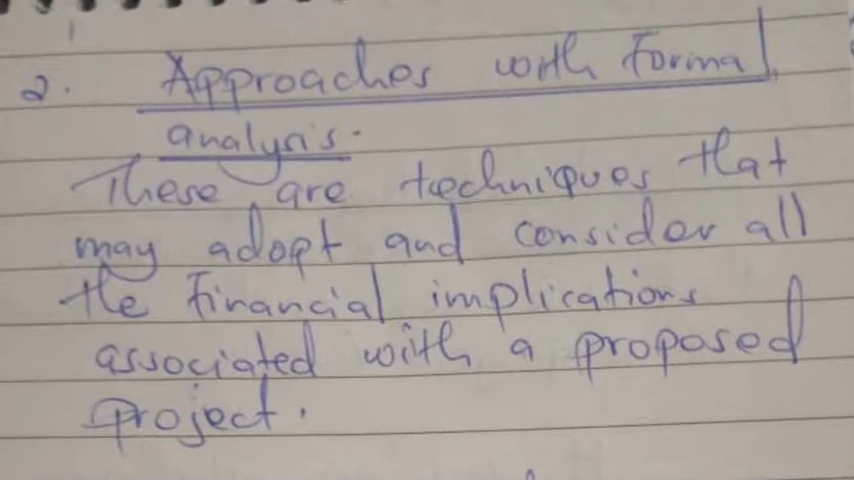 2. Approaches with formal
analysis.
These are techniques that
may adopt and consider all
the financial implications
associated with a proposed
project.